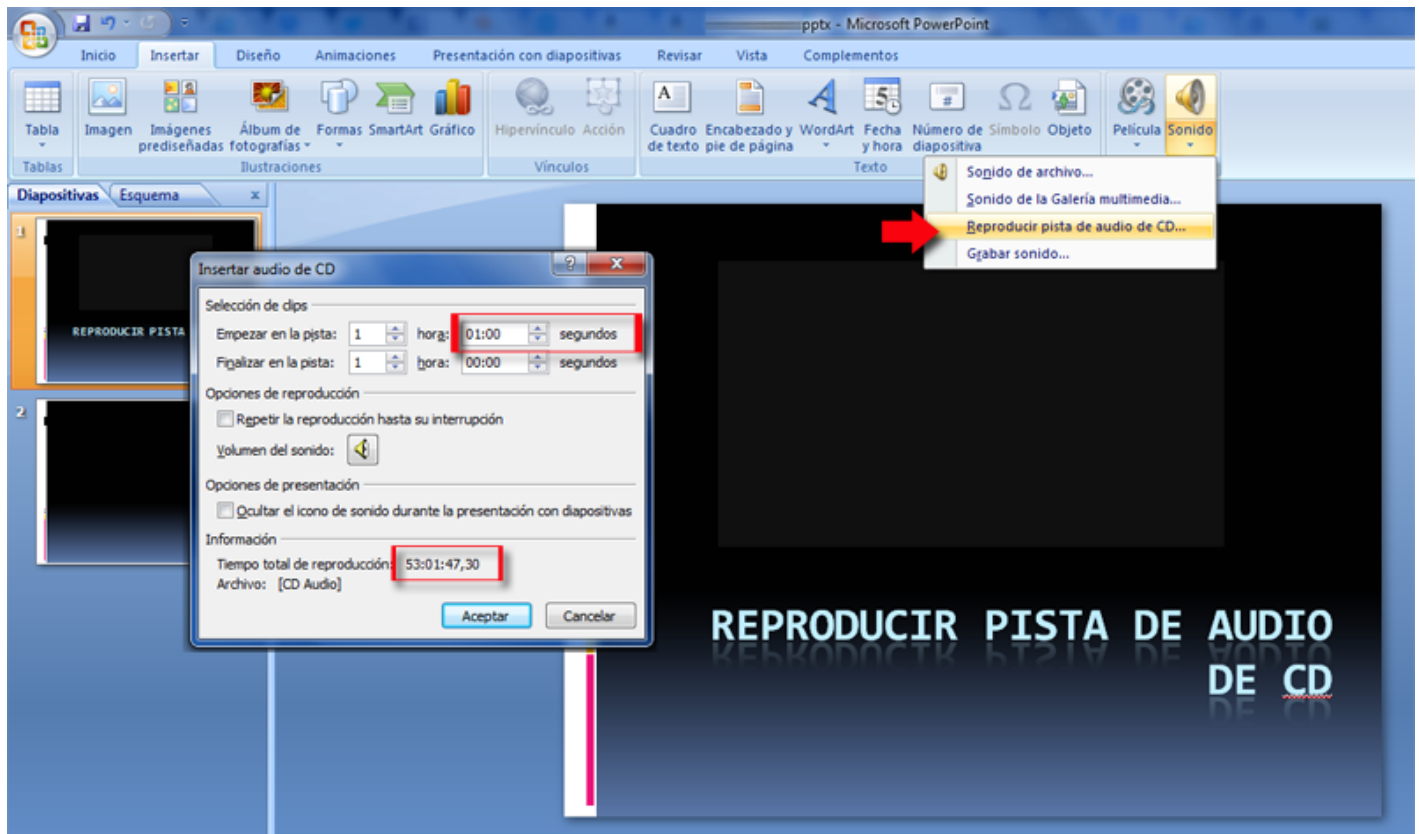 pptx - Microsoft PowerPoint
Inicio Insertar Diseño Animaciones Presentación con diapositivas Revisar Vista Complementos
Tabla Imagen Imágenes prediseñadas Álbum de fotografías Formas SmartArt Gráfico Hipervínculo Acción Cuadro de texto Encabezado y pie de página WordArt Fecha y hora Número de diapositiva Símbolo Objeto Película Sonido
Tablas Ilustraciones Vínculos Texto
Sonido de archivo...
Sonido de la Galería multimedia...
Reproducir pista de audio de CD...
Grabar sonido...
Diapositivas Esquema x
1
REPRODUCIR PISTA
2
Insertar audio de CD
Selección de clips
Empezar en la pista: 1 hora: 01:00 segundos
Finalizar en la pista: 1 hora: 00:00 segundos
Opciones de reproducción
Repetir la reproducción hasta su interrupción
Volumen del sonido:
Opciones de presentación
Ocultar el icono de sonido durante la presentación con diapositivas
Información
Tiempo total de reproducción: 53:01:47,30
Archivo: [CD Audio]
Aceptar Cancelar
REPRODUCIR PISTA DE AUDIO
DE CD